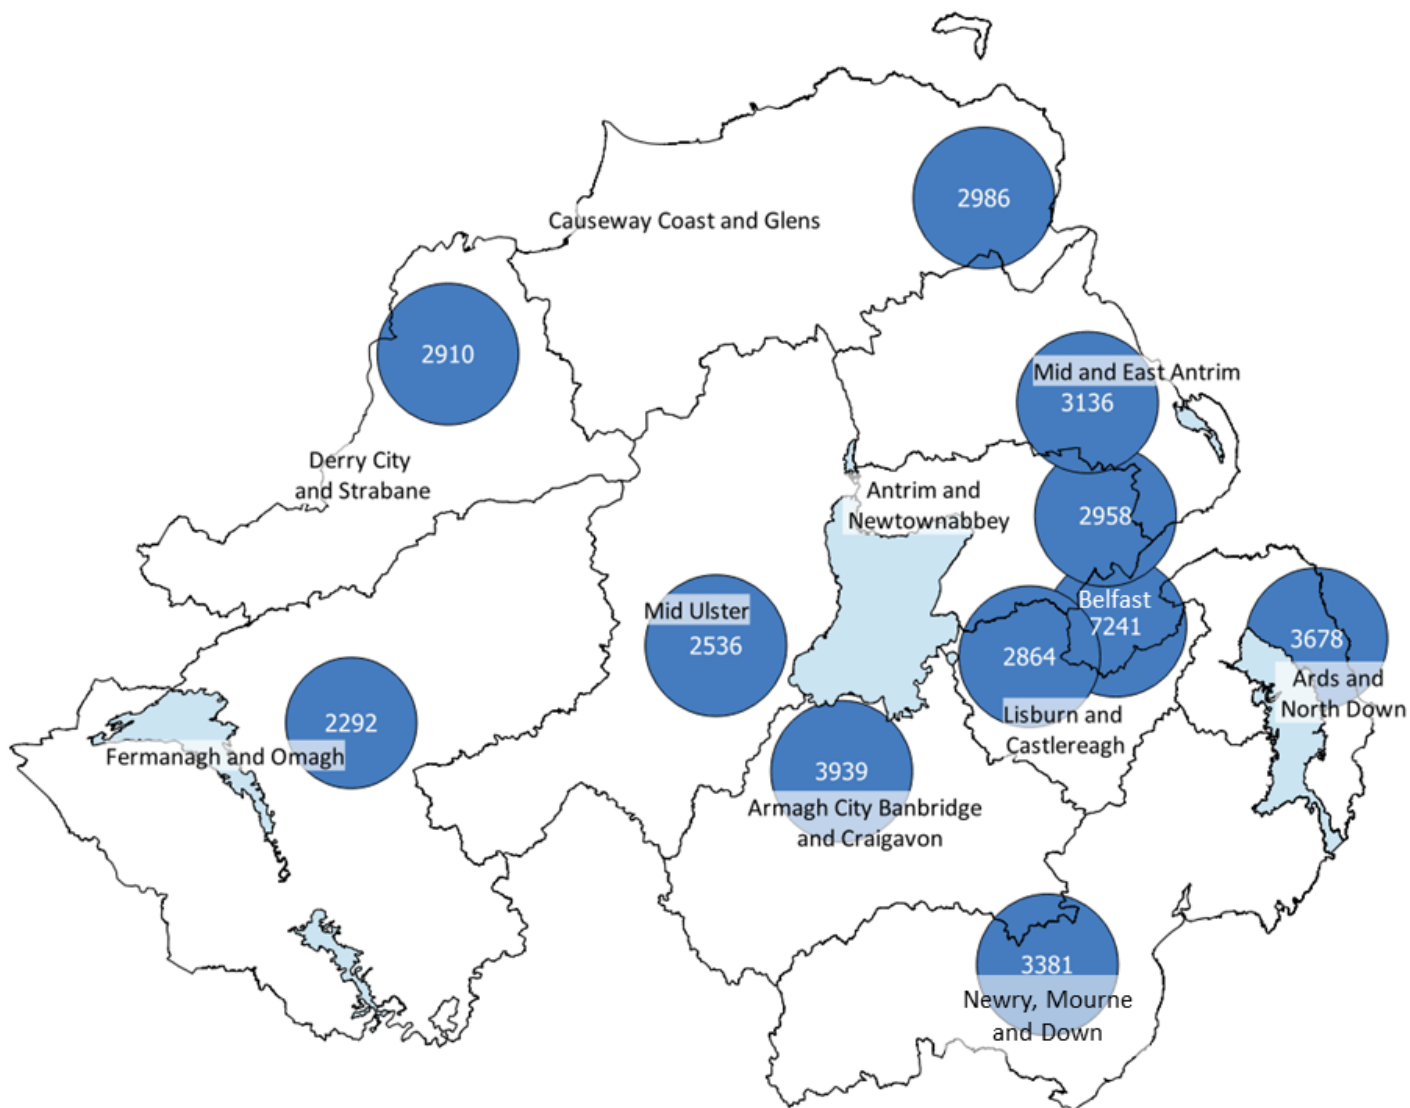 2986
Causeway Coast and Glens
2910
Mid and East Antrim
3136
Derry City
and Strabane
Antrim and
Newtownabbey
2958
Belfast
7241
Mid Ulster
2536
2864
3678
Ards and
North Down
Lisburn and
Castlereagh
2292
Fermanagh and Omagh
3939
Armagh City Banbridge
and Craigavon
3381
Newry, Mourne
and Down